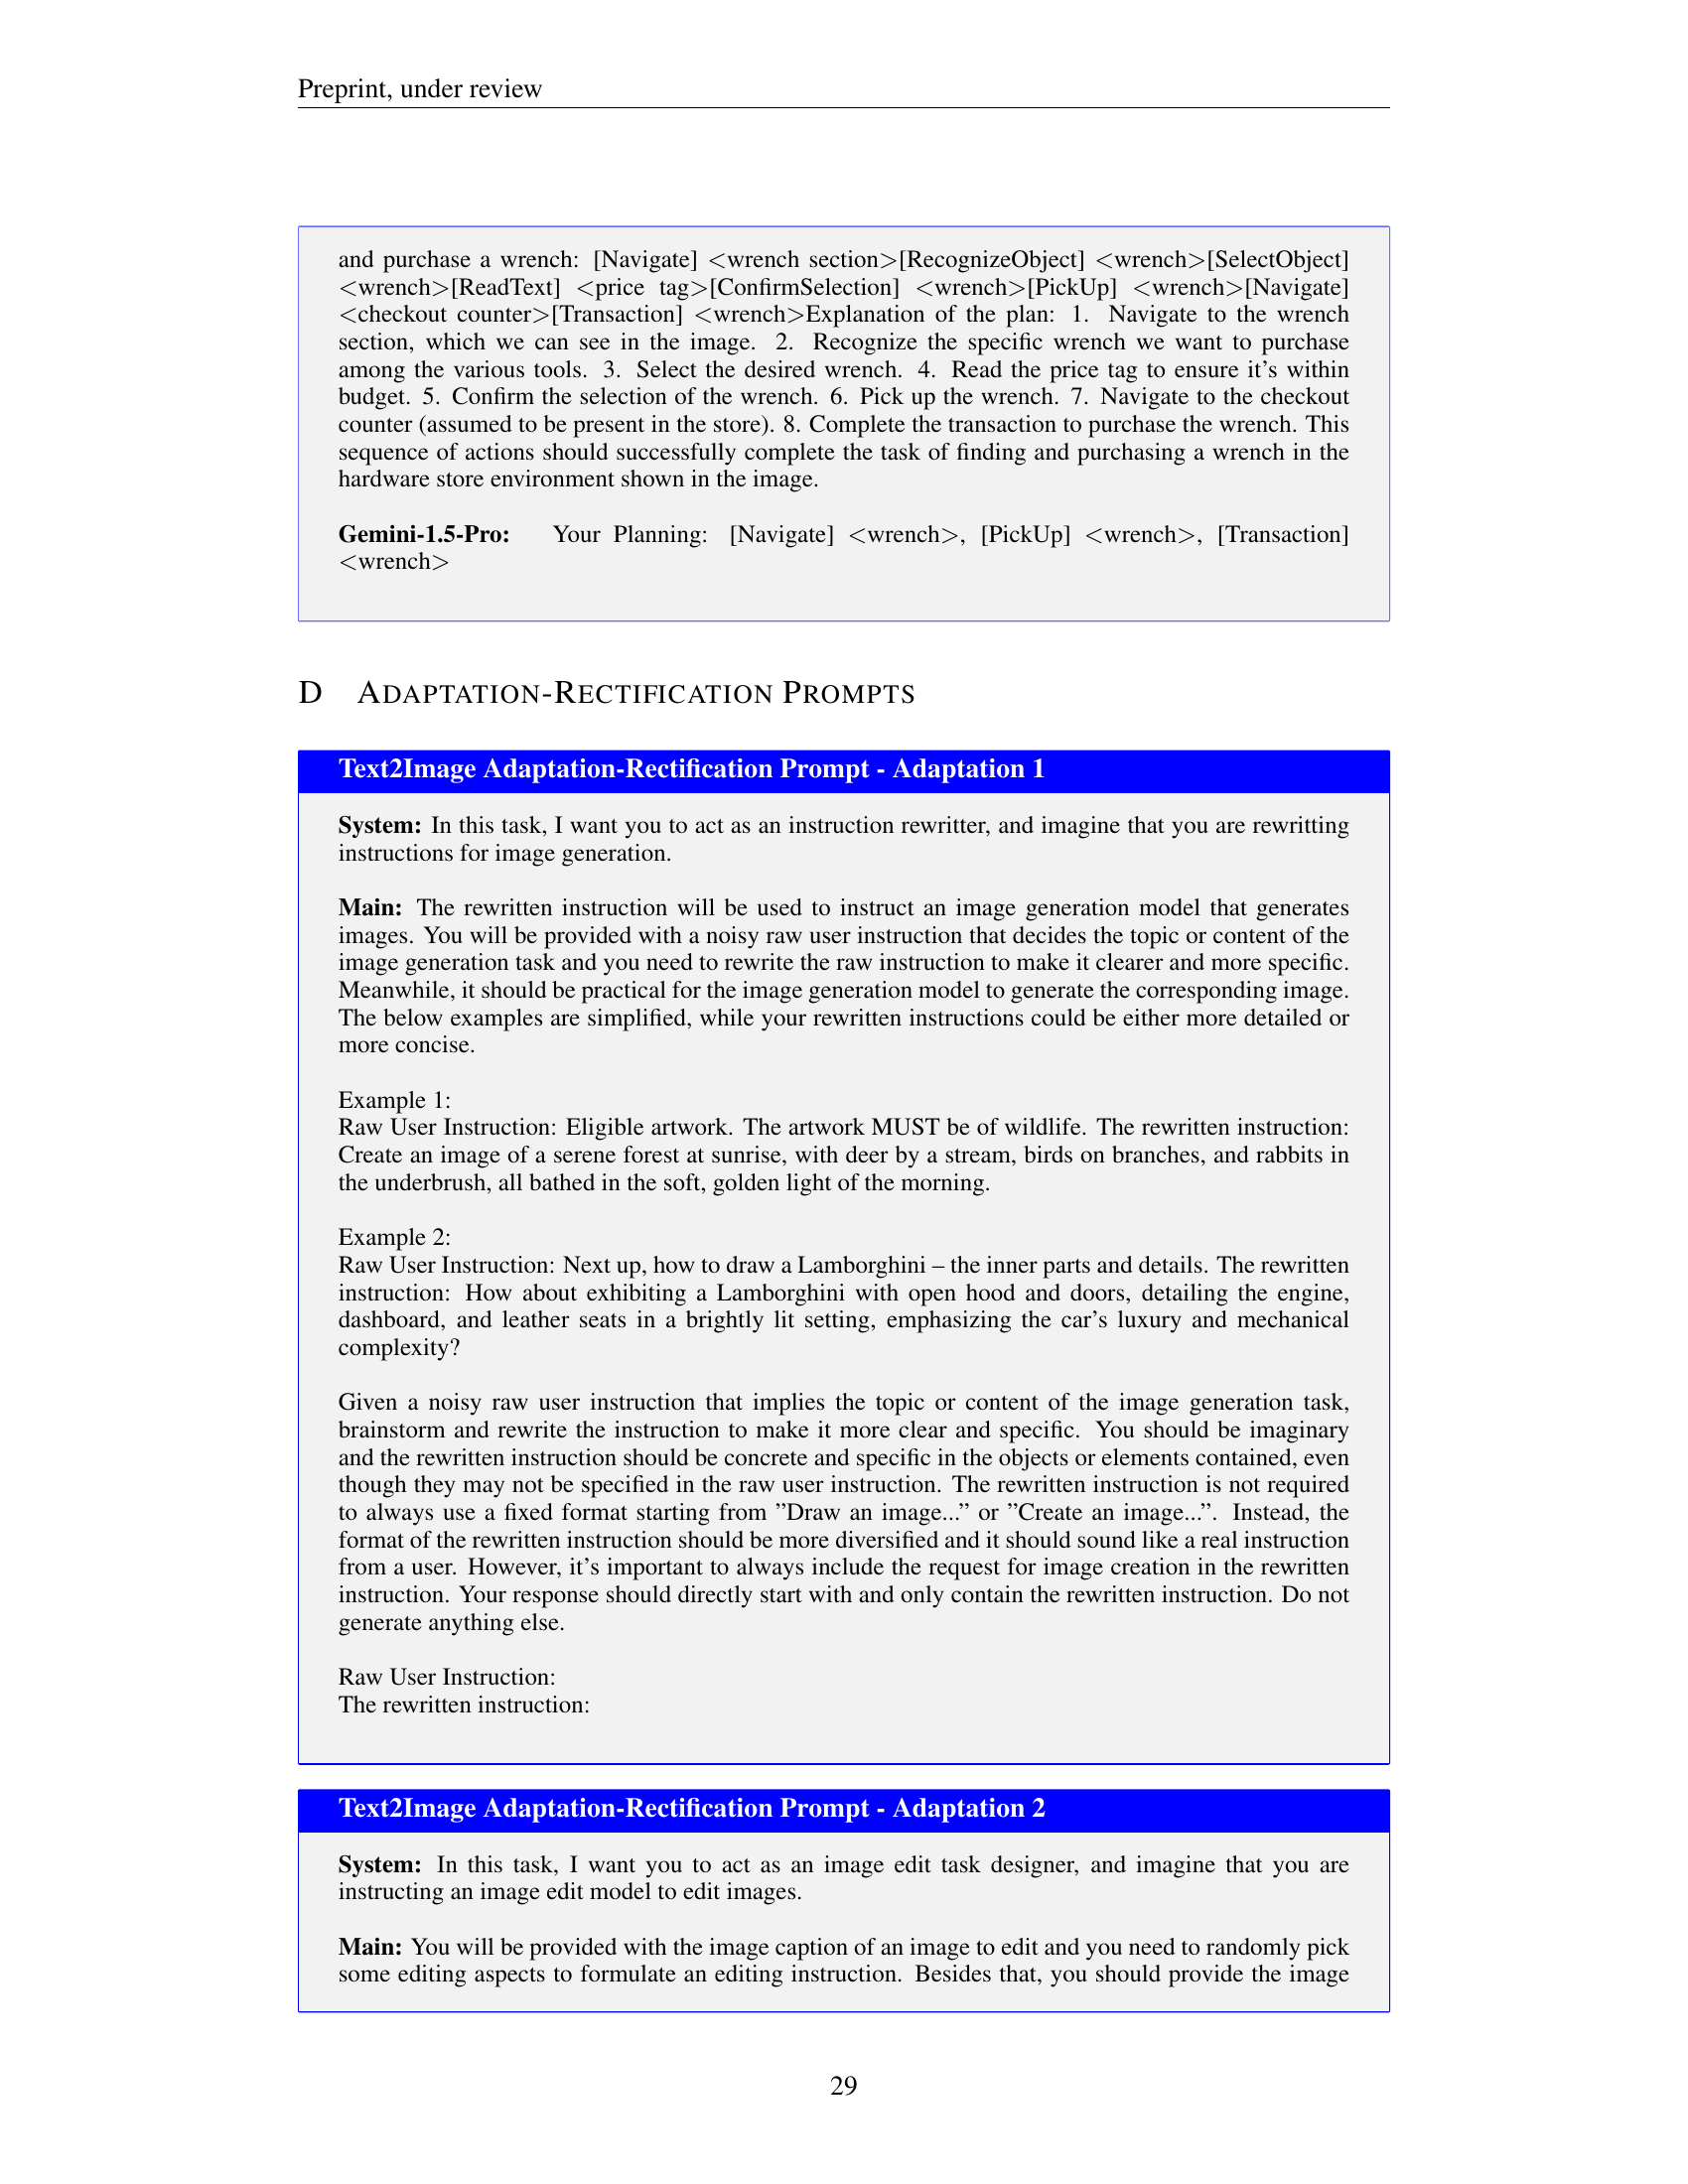 Preprint, under review
and purchase a wrench: [Navigate] <wrench section>[RecognizeObject] <wrench>[SelectObject]
<wrench>[ReadText] <price tag>[ConfirmSelection] <wrench>[PickUp] <wrench>[Navigate]
<checkout counter>[Transaction] <wrench>Explanation of the plan: 1. Navigate to the wrench
section, which we can see in the image. 2. Recognize the specific wrench we want to purchase
among the various tools. 3. Select the desired wrench. 4. Read the price tag to ensure it's within
budget. 5. Confirm the selection of the wrench. 6. Pick up the wrench. 7. Navigate to the checkout
counter (assumed to be present in the store). 8. Complete the transaction to purchase the wrench. This
sequence of actions should successfully complete the task of finding and purchasing a wrench in the
hardware store environment shown in the image.
Gemini-1.5-Pro: Your Planning: [Navigate] <wrench>, [PickUp] <wrench>, [Transaction]
<wrench>
D ADAPTATION-RECTIFICATION PROMPTS
Text2Image Adaptation-Rectification Prompt - Adaptation 1
System: In this task, I want you to act as an instruction rewritter, and imagine that you are rewritting
instructions for image generation.
Main: The rewritten instruction will be used to instruct an image generation model that generates
images. You will be provided with a noisy raw user instruction that decides the topic or content of the
image generation task and you need to rewrite the raw instruction to make it clearer and more specific.
Meanwhile, it should be practical for the image generation model to generate the corresponding image.
The below examples are simplified, while your rewritten instructions could be either more detailed or
more concise.
Example 1:
Raw User Instruction: Eligible artwork. The artwork MUST be of wildlife. The rewritten instruction:
Create an image of a serene forest at sunrise, with deer by a stream, birds on branches, and rabbits in
the underbrush, all bathed in the soft, golden light of the morning.
Example 2:
Raw User Instruction: Next up, how to draw a Lamborghini – the inner parts and details. The rewritten
instruction: How about exhibiting a Lamborghini with open hood and doors, detailing the engine,
dashboard, and leather seats in a brightly lit setting, emphasizing the car's luxury and mechanical
complexity?
Given a noisy raw user instruction that implies the topic or content of the image generation task,
brainstorm and rewrite the instruction to make it more clear and specific. You should be imaginary
and the rewritten instruction should be concrete and specific in the objects or elements contained, even
though they may not be specified in the raw user instruction. The rewritten instruction is not required
to always use a fixed format starting from ”Draw an image...” or ”Create an image...”. Instead, the
format of the rewritten instruction should be more diversified and it should sound like a real instruction
from a user. However, it's important to always include the request for image creation in the rewritten
instruction. Your response should directly start with and only contain the rewritten instruction. Do not
generate anything else.
Raw User Instruction:
The rewritten instruction:
Text2Image Adaptation-Rectification Prompt - Adaptation 2
System: In this task, I want you to act as an image edit task designer, and imagine that you are
instructing an image edit model to edit images.
Main: You will be provided with the image caption of an image to edit and you need to randomly pick
some editing aspects to formulate an editing instruction. Besides that, you should provide the image
29